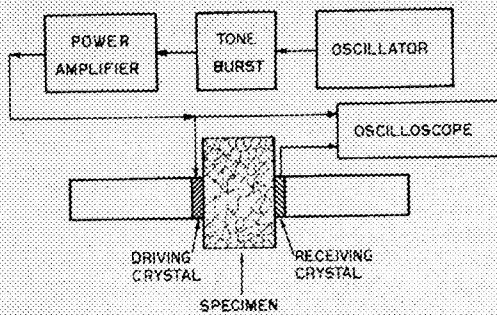 POWER
AMPLIFIER
TONE
BURST
OSCILLATOR
OSCILLOSCOPE
DRIVING
CRYSTAL
RECEIVING
CRYSTAL
SPECIMEN